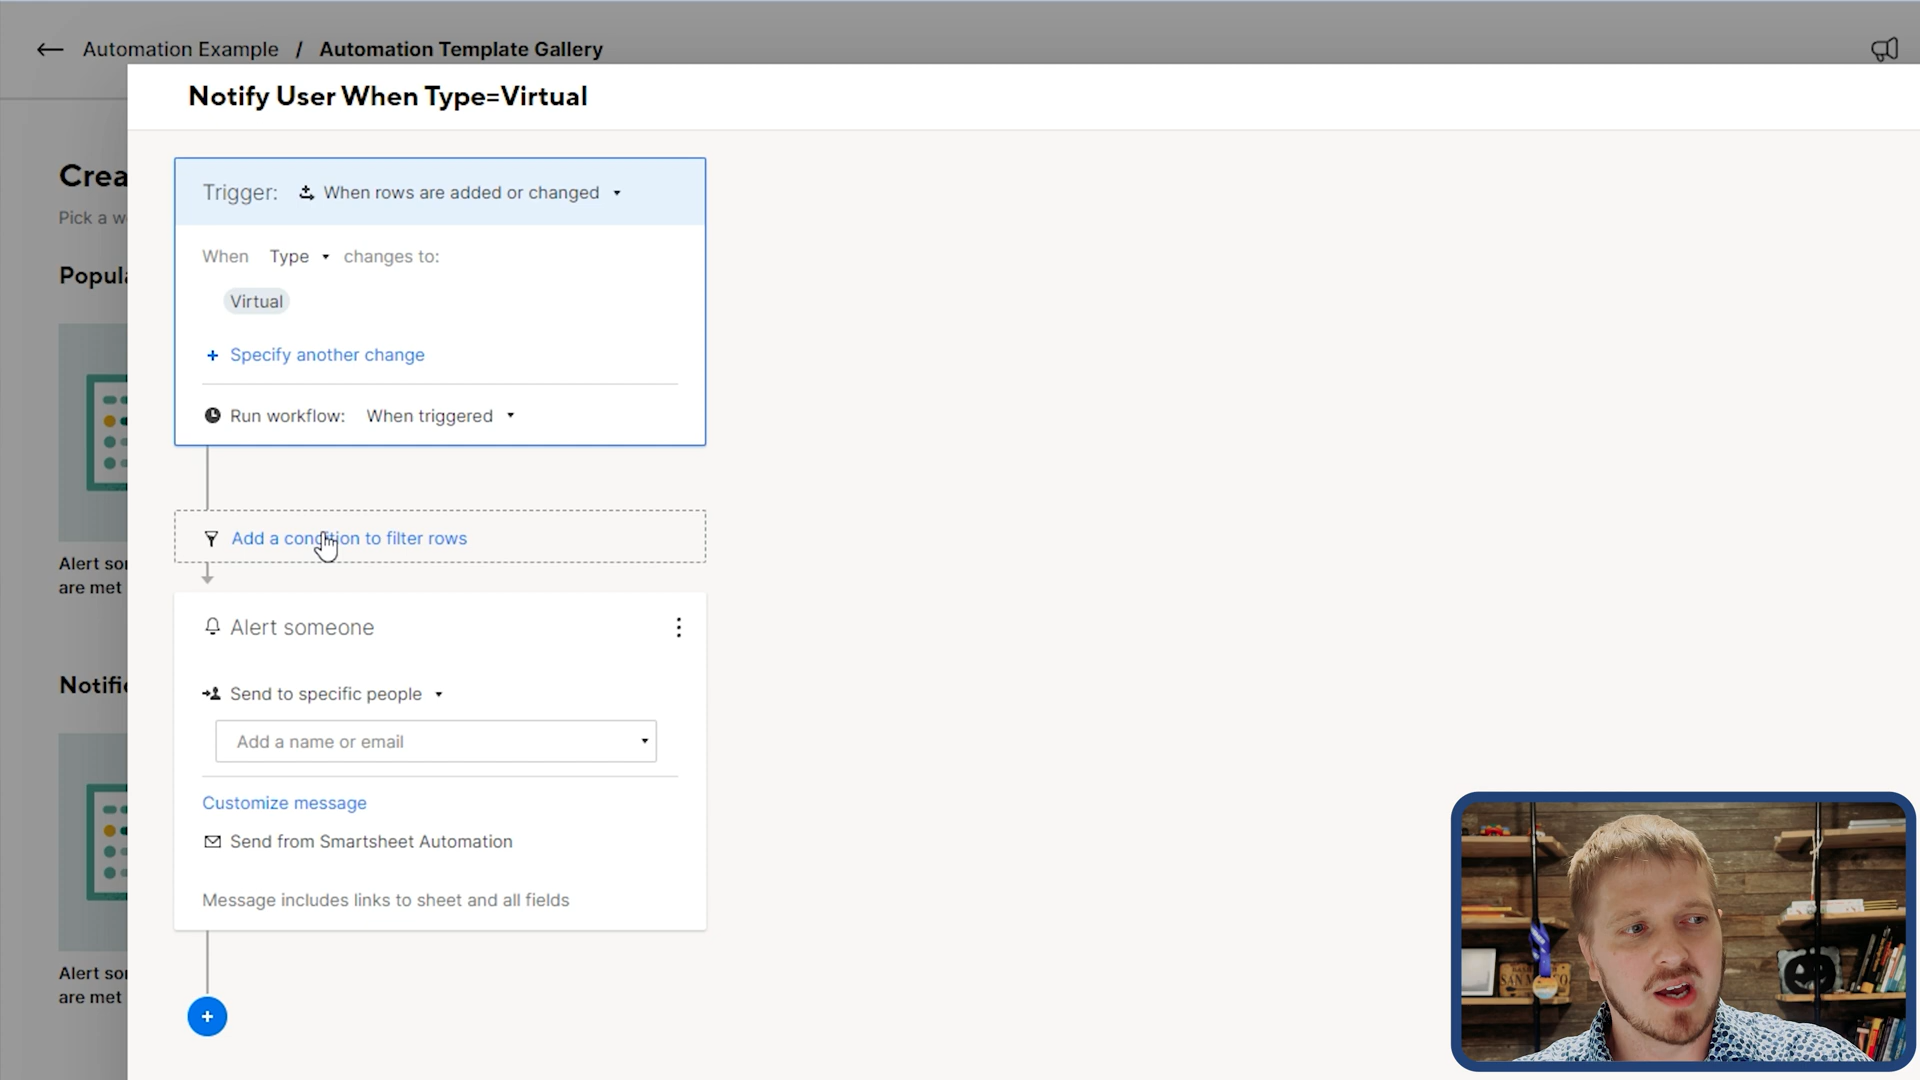 Automation Example / Automation Template Gallery
Notify User When Type=Virtual
Crea
Pick a w
Popula
Alert so
are met
Notifi
Alert so
are met
Trigger: When rows are added or changed
When Type changes to:
Virtual
+ Specify another change
Run workflow: When triggered
Add a condition to filter rows
Alert someone
Send to specific people
Add a name or email
Customize message
Send from Smartsheet Automation
Message includes links to sheet and all fields